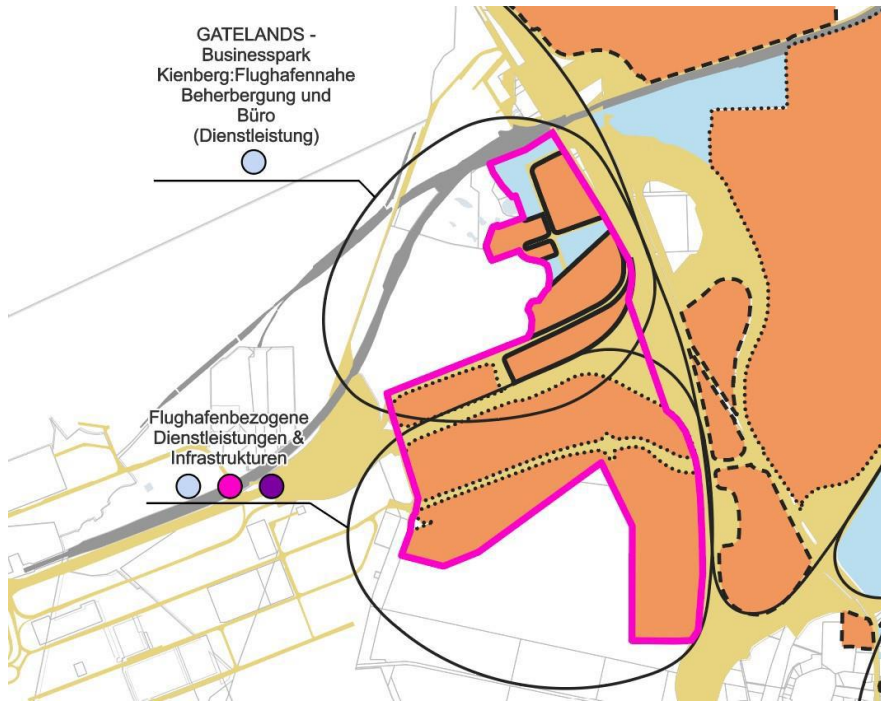 GATELANDS -
Businesspark
Kienberg:Flughafennahe
Beherbergung und
Büro
(Dienstleistung)
Flughafenbezogene
Dienstleistungen &
Infrastrukturen